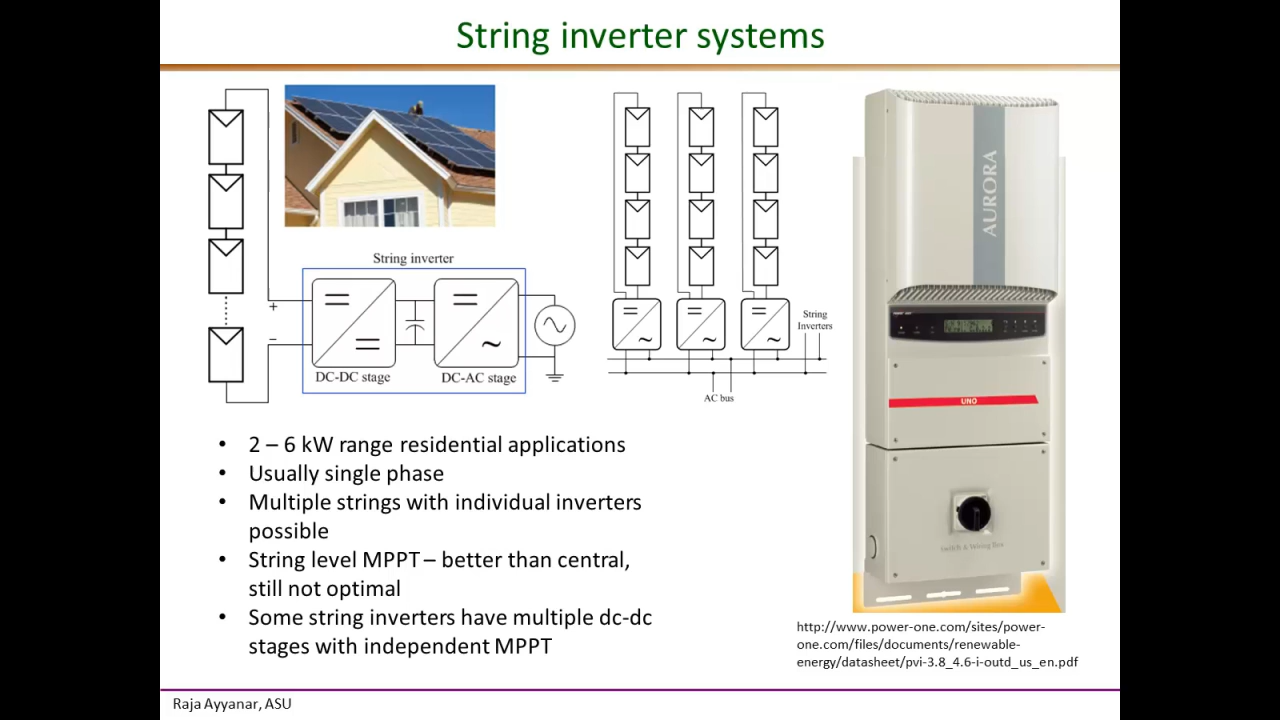 String inverter systems
String inverter
+
−
DC-DC stage
DC-AC stage
String
Inverters
AC bus
AURORA
UNO
Switch & Wiring Box
• 2 – 6 kW range residential applications
• Usually single phase
• Multiple strings with individual inverters
possible
• String level MPPT – better than central,
still not optimal
• Some string inverters have multiple dc-dc
stages with independent MPPT
http://www.power-one.com/sites/power-
one.com/files/documents/renewable-
energy/datasheet/pvi-3.8_4.6-i-outd_us_en.pdf
Raja Ayyanar, ASU